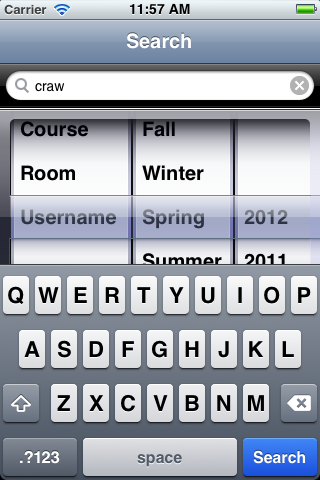 Carrier 11:57 AM
Search
craw
Course Fall
Room Winter
Username Spring 2012
Summer 2011
Q W E R T Y U I O P
A S D F G H J K L
Z X C V B N M
.?123 space Search